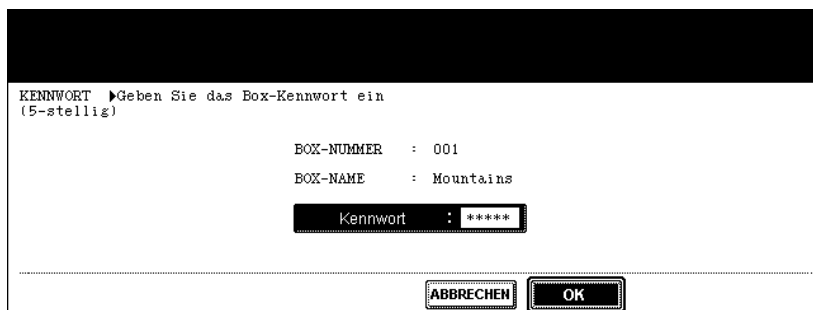 KENNWORT ▶Geben Sie das Box-Kennwort ein
(5-stellig)
BOX-NUMMER : 001
BOX-NAME : Mountains
Kennwort : *****
ABBRECHEN OK